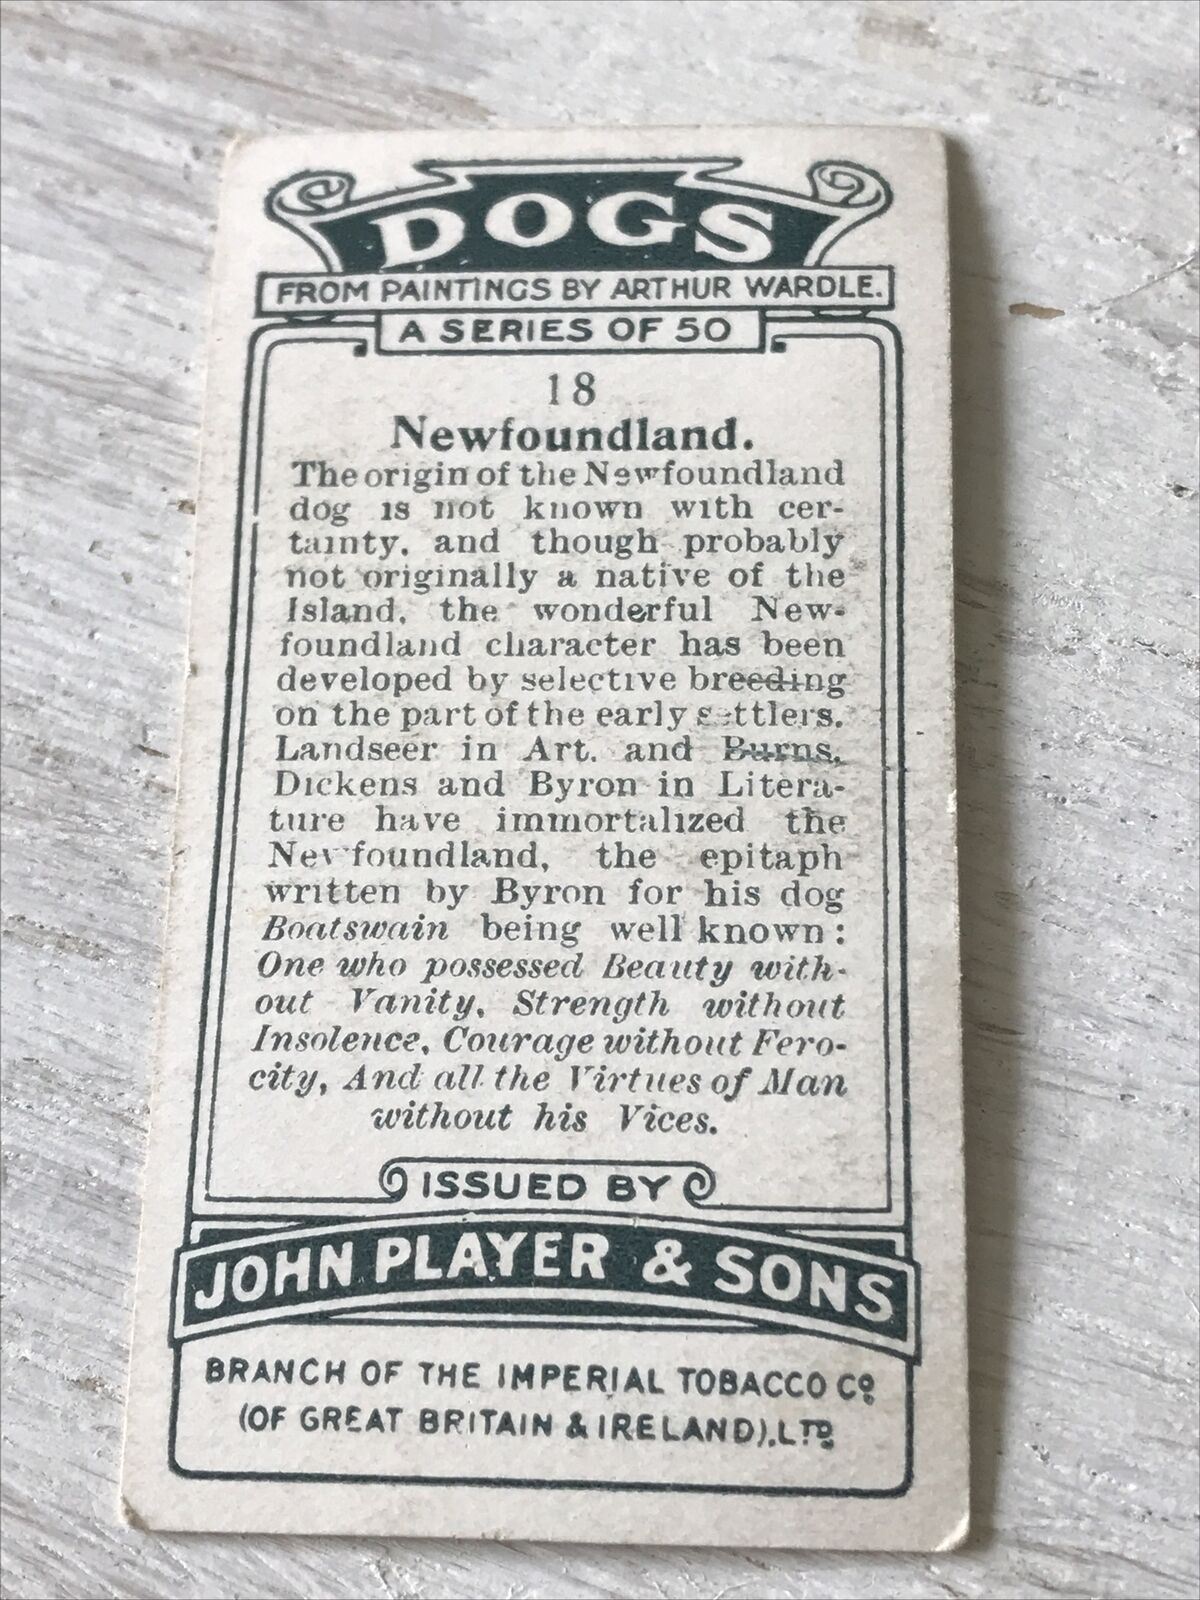 DOGS
FROM PAINTINGS BY ARTHUR WARDLE.
A SERIES OF 50
18
Newfoundland.
The origin of the Newfoundland
dog is not known with cer-
tainty, and though probably
not originally a native of the
Island, the wonderful New-
foundland character has been
developed by selective breeding
on the part of the early settlers.
Landseer in Art, and Burns,
Dickens and Byron in Litera-
ture have immortalized the
Newfoundland, the epitaph
written by Byron for his dog
Boatswain being well known:
One who possessed Beauty with-
out Vanity, Strength without
Insolence, Courage without Fero-
city, And all the Virtues of Man
without his Vices.
ISSUED BY
JOHN PLAYER & SONS
BRANCH OF THE IMPERIAL TOBACCO Co.
(OF GREAT BRITAIN & IRELAND), LTD.